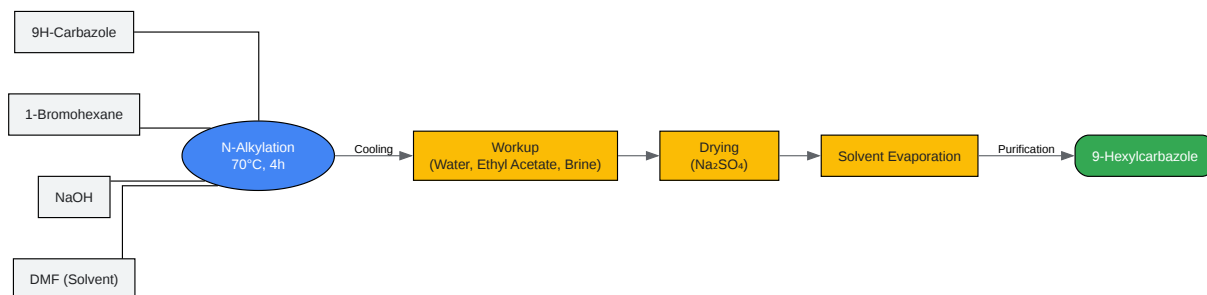 9H-Carbazole
1-Bromohexane
NaOH
DMF (Solvent)
N-Alkylation
70°C, 4h
Cooling
Workup
(Water, Ethyl Acetate, Brine)
Drying
(Na₂SO₄)
Solvent Evaporation
Purification
9-Hexylcarbazole